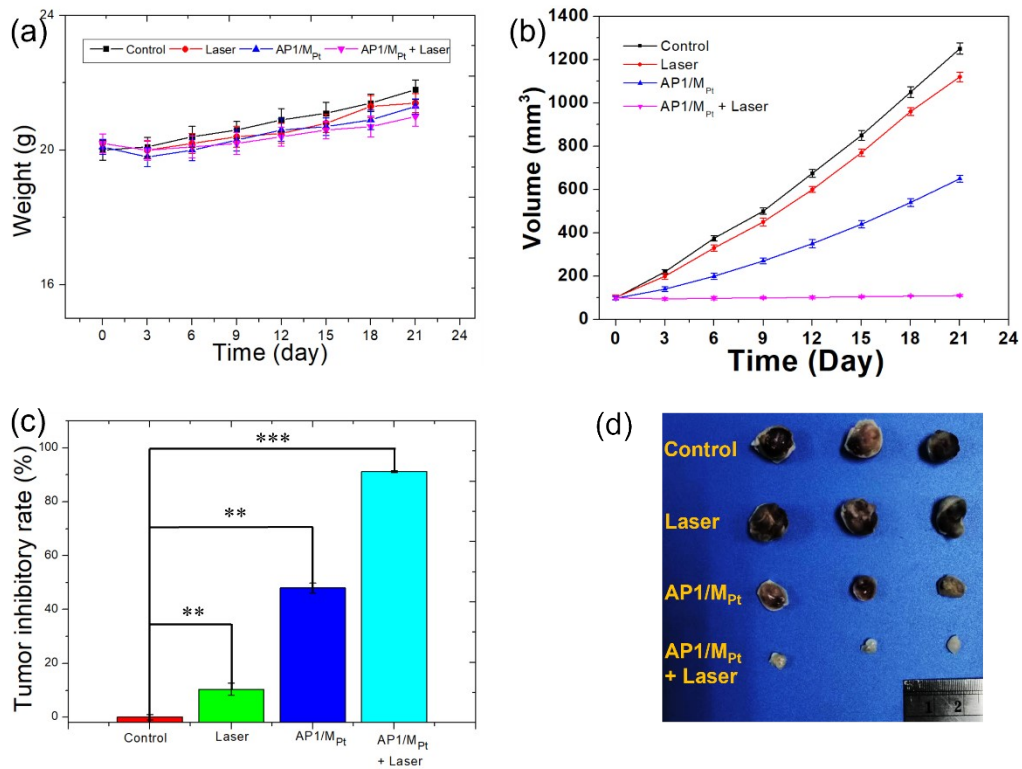 (a)
24
20
16
Weight (g)
Control Laser AP1/MPt AP1/MPt + Laser
0 3 6 9 12 15 18 21 24
Time (day)
(b)
1400
1200
1000
800
600
400
200
0
Volume (mm³)
Control
Laser
AP1/MPt
AP1/MPt + Laser
0 3 6 9 12 15 18 21 24
Time (Day)
(c)
100
80
60
40
20
0
Tumor inhibitory rate (%)
***
**
**
Control Laser AP1/MPt AP1/MPt
+ Laser
(d)
Control
Laser
AP1/MPt
AP1/MPt
+ Laser
1 2